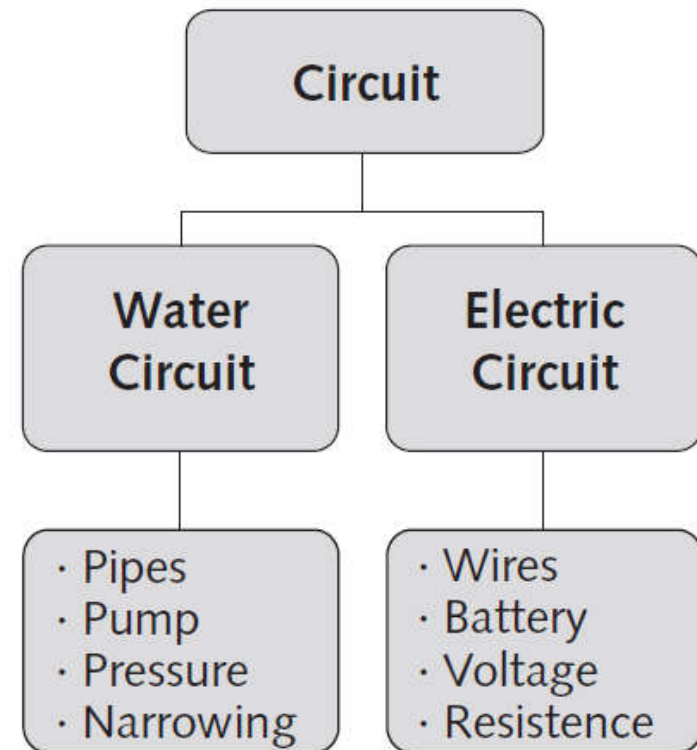 Circuit
Water
Circuit
Electric
Circuit
· Pipes
· Pump
· Pressure
· Narrowing
· Wires
· Battery
· Voltage
· Resistence